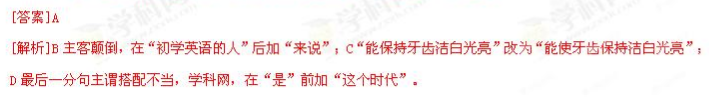 [答案]A
[解析]B 主客颠倒，在“初学英语的人”后加“来说”；C“能保持牙齿洁白光亮”改为“能使牙齿保持洁白光亮”；
D 最后一分句主谓搭配不当，学科网，在“是”前加“这个时代”。